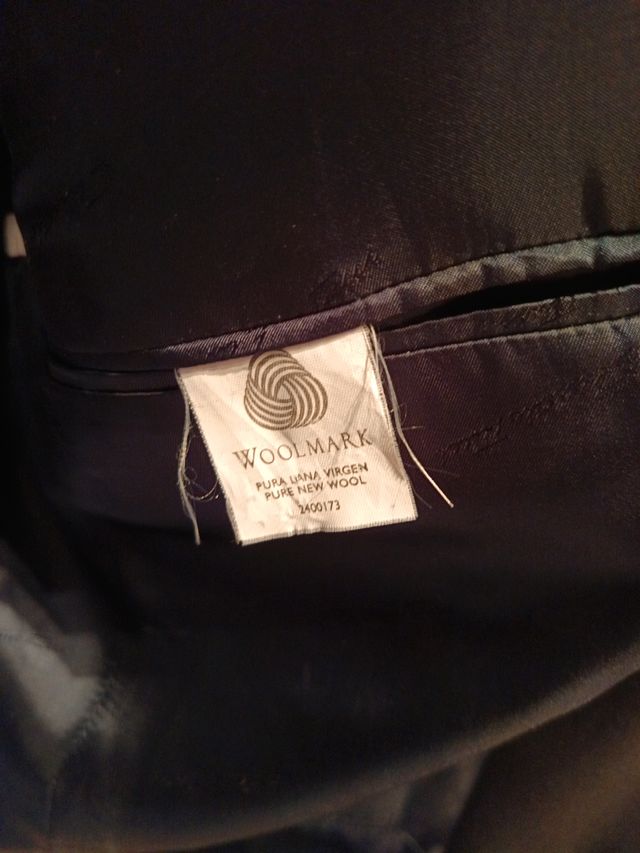 WOOLMARK
PURA LANA VIRGEN
PURE NEW WOOL
2400173